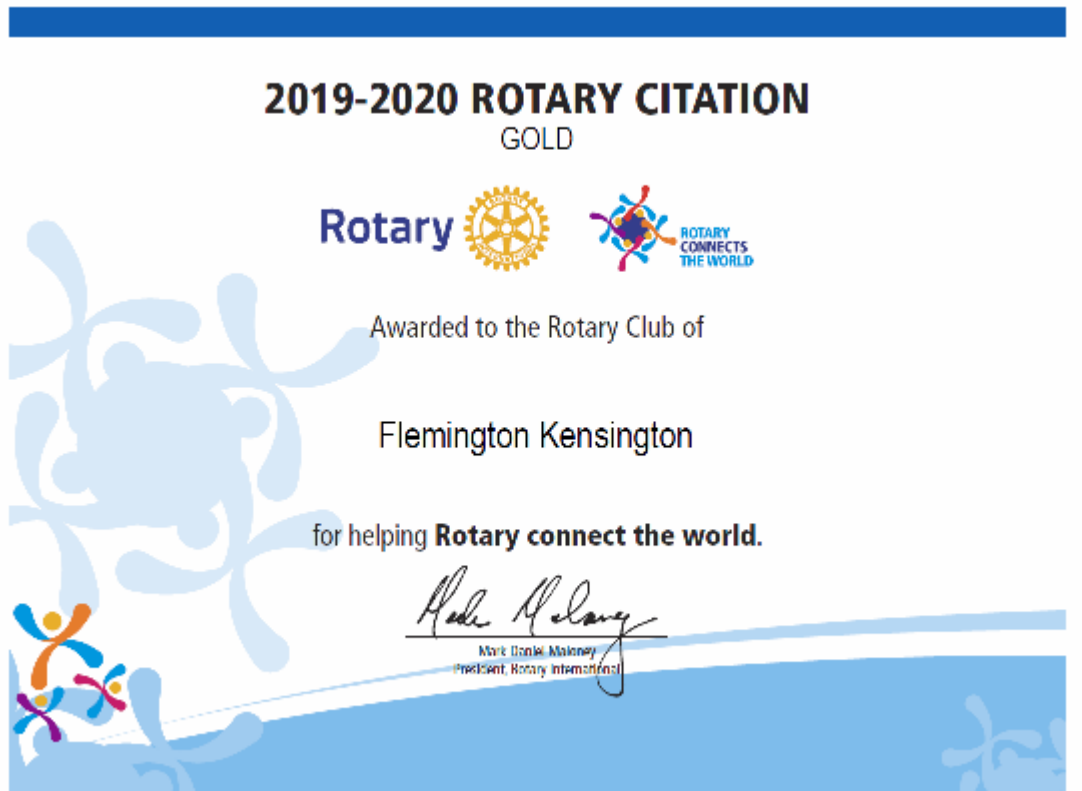 2019-2020 ROTARY CITATION
GOLD
Rotary
ROTARY
CONNECTS
THE WORLD
Awarded to the Rotary Club of
Flemington Kensington
for helping Rotary connect the world.
Mark Daniel Maloney
President, Rotary International